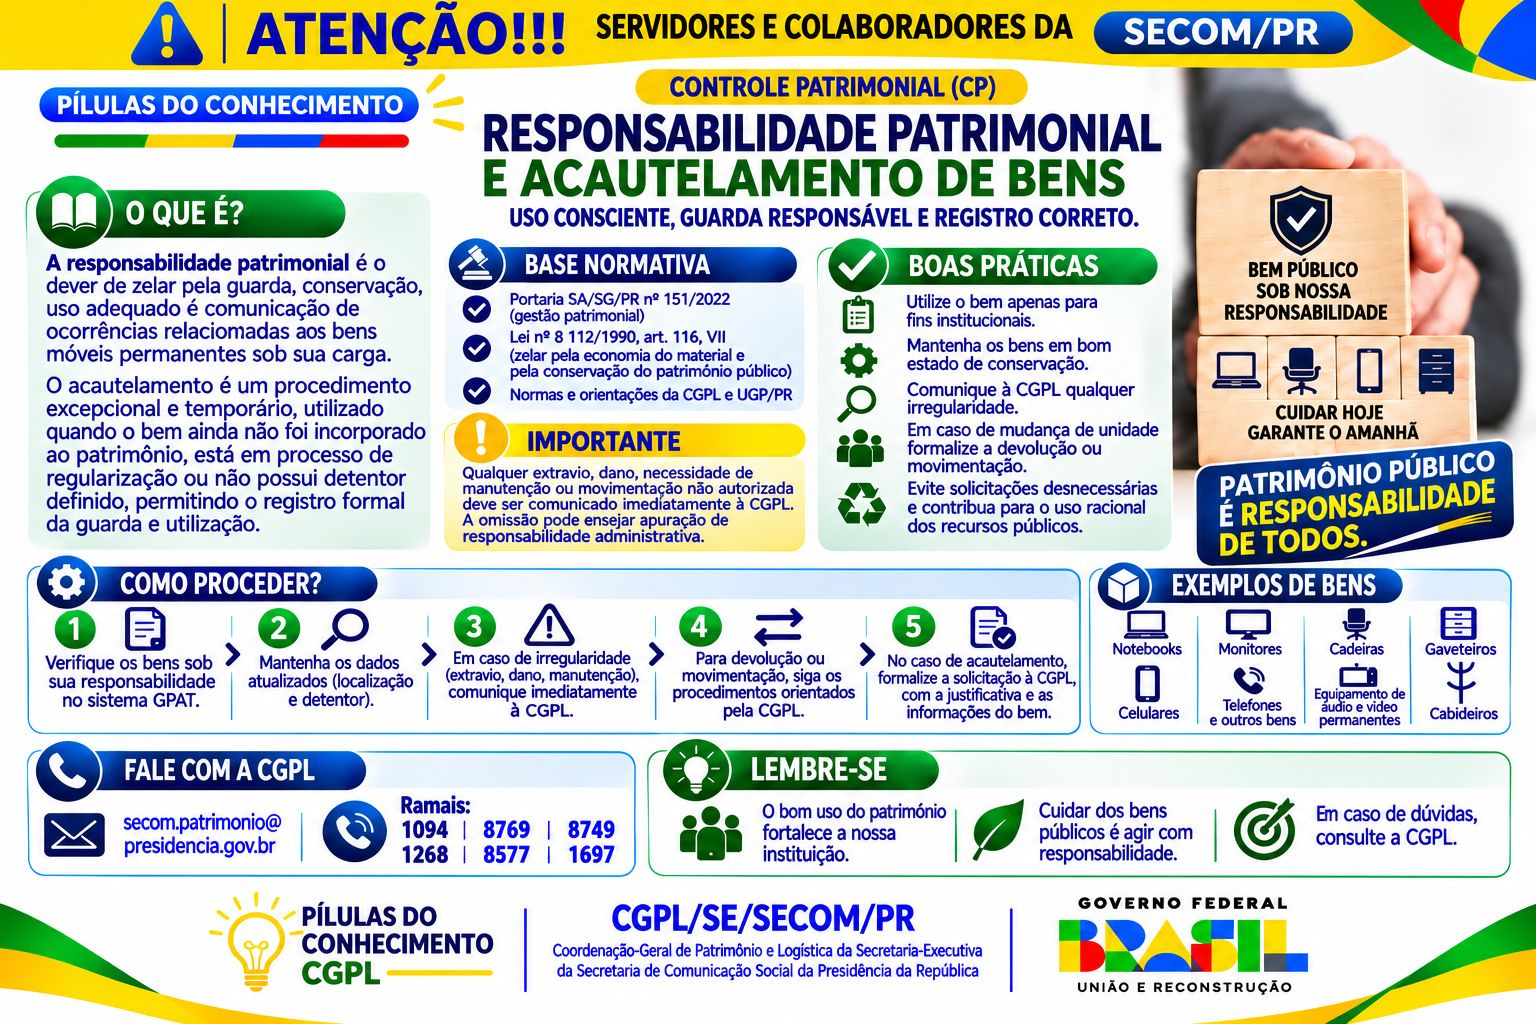 ATENÇÃO!!!
SERVIDORES E COLABORADORES DA
SECOM/PR
PÍLULAS DO CONHECIMENTO
CONTROLE PATRIMONIAL (CP)
RESPONSABILIDADE PATRIMONIAL
E ACAUTELAMENTO DE BENS
USO CONSCIENTE, GUARDA RESPONSÁVEL E REGISTRO CORRETO.
O QUE É?
A responsabilidade patrimonial é o
dever de zelar pela guarda, conservação,
uso adequado é comunicação de
ocorrências relaciomadas aos bens
móveis permanentes sob sua carga.
O acautelamento é um procedimento
excepcional e temporário, utilizado
quando o bem ainda não foi incorporado
ao patrimônio, está em processo de
regularização ou não possui detentor
definido, permitindo o registro formal
da guarda e utilização.
BASE NORMATIVA
Portaria SA/SG/PR nº 151/2022
(gestão patrimonial)
Lei nº 8 112/1990, art. 116, VII
(zelar pela economia do material e
pela conservação do património público)
Normas e orientações da CGPL e UGP/PR
IMPORTANTE
Qualquer extravio, dano, necessidade de
manutenção ou movimentação não autorizada
deve ser comunicado imediatamente à CGPL.
A omissão pode ensejar apuração de
responsabilidade administrativa.
BOAS PRÁTICAS
Utilize o bem apenas para
fins institucionais.
Mantenha os bens em bom
estado de conservação.
Comunique à CGPL qualquer
irregularidade.
Em caso de mudança de unidade
formalize a devolução ou
movimentação.
Evite solicitações desnecessárias
e contribua para o uso racional
dos recursos públicos.
BEM PÚBLICO
SOB NOSSA
RESPONSABILIDADE
CUIDAR HOJE
GARANTE O AMANHÃ
PATRIMÔNIO PÚBLICO
É RESPONSABILIDADE
DE TODOS.
COMO PROCEDER?
1
Verifique os bens sob
sua responsabilidade
no sistema GPAT.
2
Mantenha os dados
atualizados (localização
e detentor).
3
Em caso de irregularidade
(extravio, dano, manutenção),
comunique imediatamente
à CGPL.
4
Para devolução ou
movimentação, siga os
procedimentos orientados
pela CGPL.
5
No caso de acautelamento,
formalize a solicitação à CGPL,
com a justificativa e as
informações do bem.
EXEMPLOS DE BENS
Notebooks
Monitores
Cadeiras
Gaveteiros
Celulares
Telefones
e outros bens
Equipamento de
áudio e video
permanentes
Cabideiros
FALE COM A CGPL
secom.patrimonio@
presidencia.gov.br
Ramais:
1094 | 8769 | 8749
1268 | 8577 | 1697
LEMBRE-SE
O bom uso do património
fortalece a nossa
instituição.
Cuidar dos bens
públicos é agir com
responsabilidade.
Em caso de dúvidas,
consulte a CGPL.
PÍLULAS DO
CONHECIMENTO
CGPL
CGPL/SE/SECOM/PR
Coordenação-Geral de Patrimônio e Logística da Secretaria-Executiva
da Secretaria de Comunicação Social da Presidência da República
GOVERNO FEDERAL
BRASIL
UNIÃO E RECONSTRUÇÃO